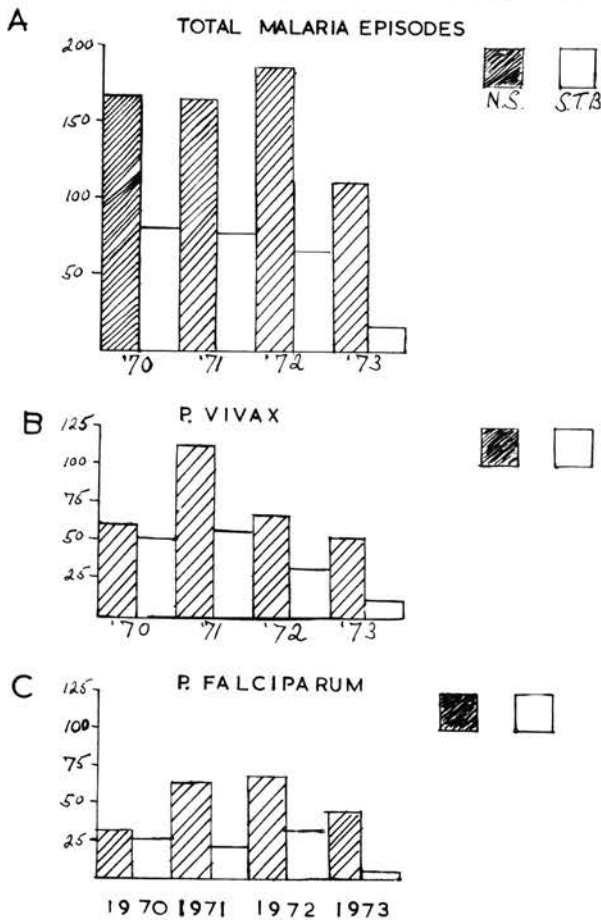 A
TOTAL MALARIA EPISODES
N.S. S.T.B
200
150
100
50
'70 '71 '72 '73
B
P. VIVAX
125
100
75
50
25
'70 '71 '72 '73
C
P. FALCIPARUM
125
100
75
50
25
1970 1971 1972 1973